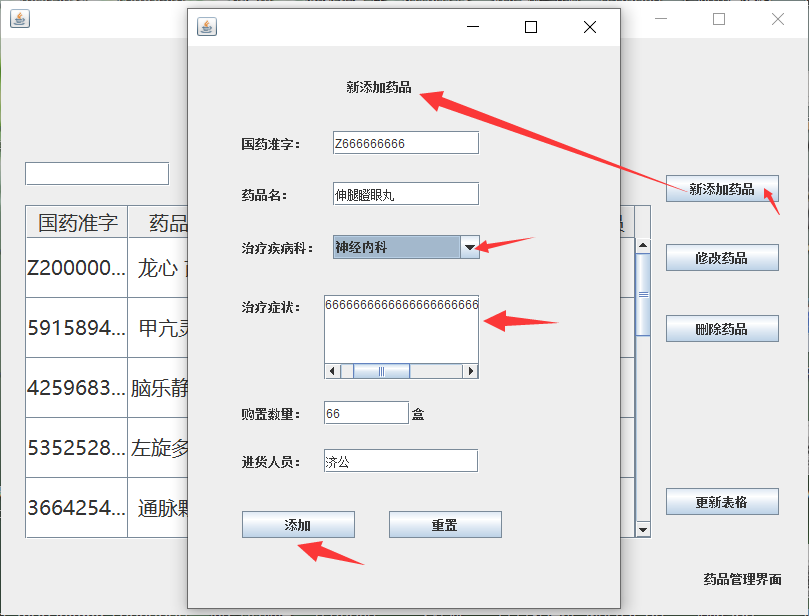 新添加药品
国药准字：
Z666666666
药品名：
伸腿瞪眼丸
治疗疾病科：
神经内科
治疗症状：
购置数量：
66
盒
进货人员：
济公
添加
重置
国药准字
药品
Z200000...
龙心
5915894...
甲亢灵
4259683...
脑乐静
5352528...
左旋多
3664254...
通脉颗
新添加药品
修改药品
删除药品
更新表格
药品管理界面